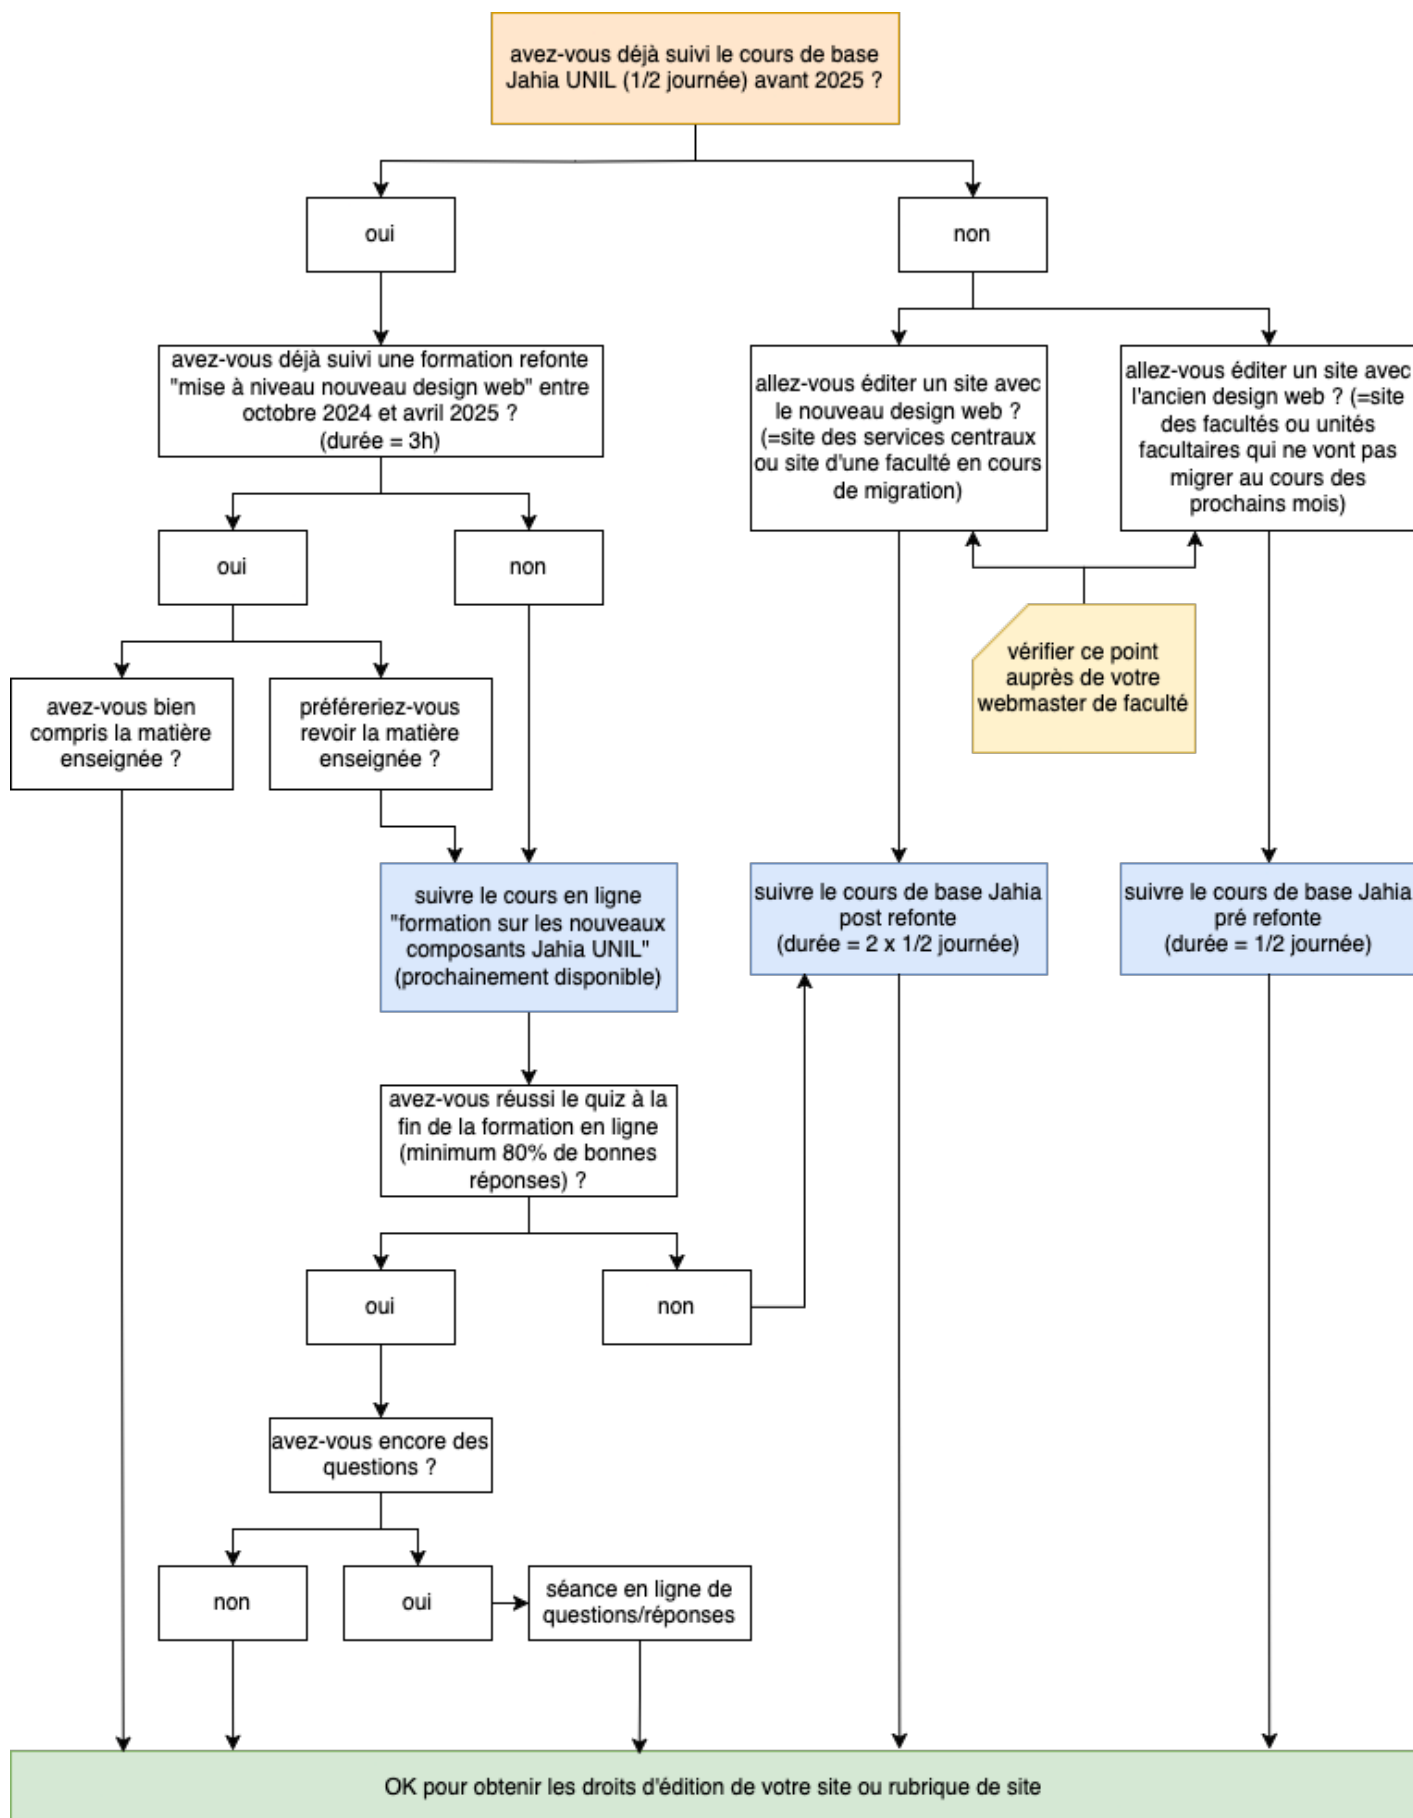 avez-vous déjà suivi le cours de base
Jahia UNIL (1/2 journée) avant 2025 ?
oui
non
avez-vous déjà suivi une formation refonte
"mise à niveau nouveau design web" entre
octobre 2024 et avril 2025 ?
(durée = 3h)
allez-vous éditer un site avec
le nouveau design web ?
(=site des services centraux
ou site d'une faculté en cours
de migration)
allez-vous éditer un site avec
l'ancien design web ? (=site
des facultés ou unités
facultaires qui ne vont pas
migrer au cours des
prochains mois)
oui
non
vérifier ce point
auprès de votre
webmaster de faculté
avez-vous bien
compris la matière
enseignée ?
préféreriez-vous
revoir la matière
enseignée ?
suivre le cours en ligne
"formation sur les nouveaux
composants Jahia UNIL"
(prochainement disponible)
suivre le cours de base Jahia
post refonte
(durée = 2 x 1/2 journée)
suivre le cours de base Jahia
pré refonte
(durée = 1/2 journée)
avez-vous réussi le quiz à la
fin de la formation en ligne
(minimum 80% de bonnes
réponses) ?
oui
non
avez-vous encore des
questions ?
non
oui
séance en ligne de
questions/réponses
OK pour obtenir les droits d'édition de votre site ou rubrique de site